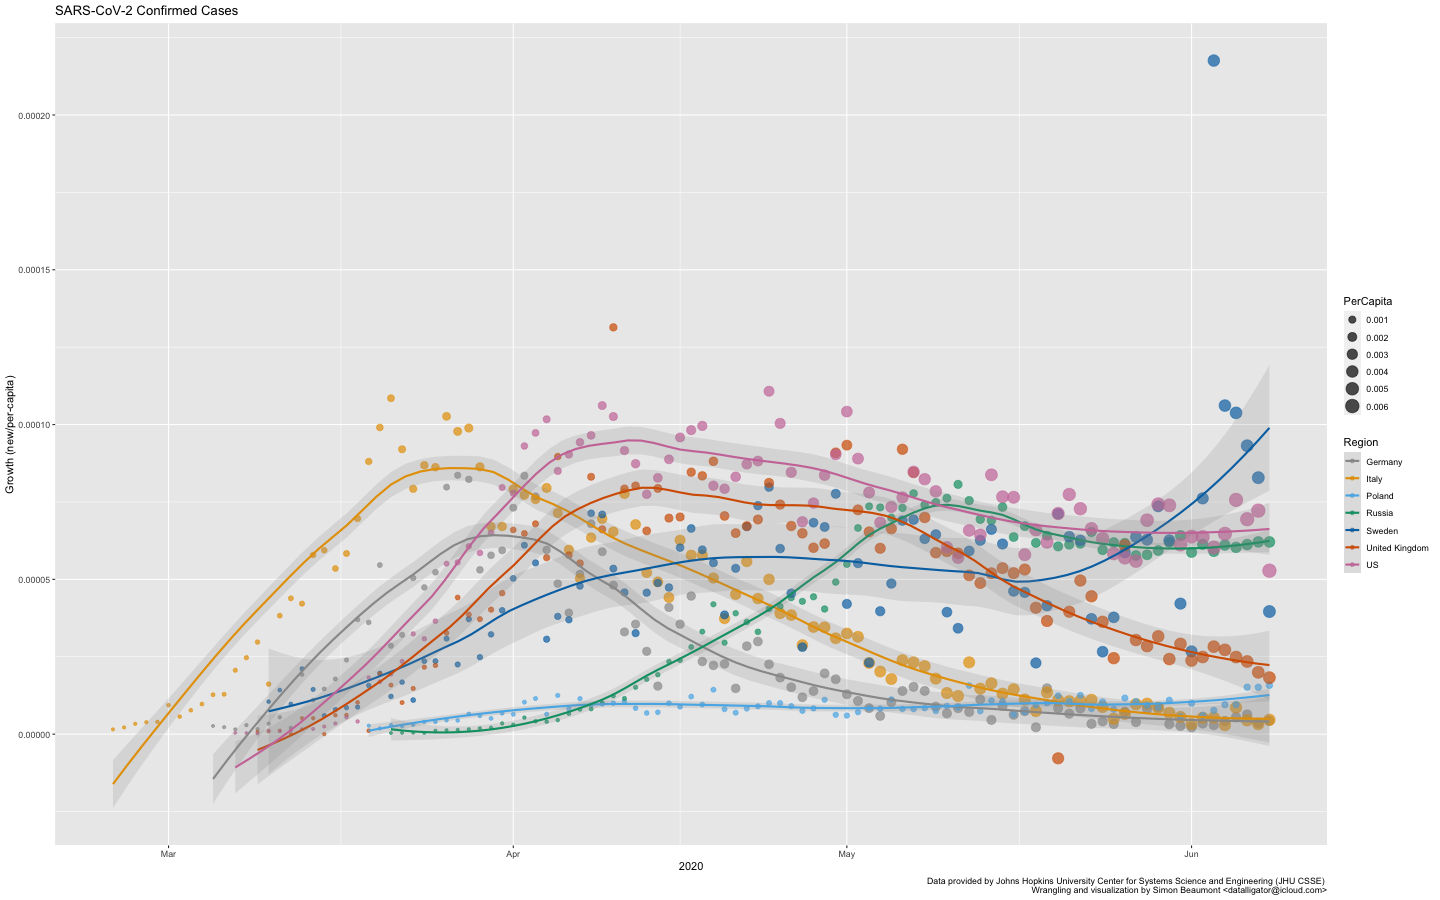 SARS-CoV-2 Confirmed Cases
Growth (new/per-capita)
0.00020
0.00015
0.00010
0.00005
0.00000
Mar
Apr
May
Jun
2020
PerCapita
0.001
0.002
0.003
0.004
0.005
0.006
Region
Germany
Italy
Poland
Russia
Sweden
United Kingdom
US
Data provided by Johns Hopkins University Center for Systems Science and Engineering (JHU CSSE)
Wrangling and visualization by Simon Beaumont <datalligator@icloud.com>